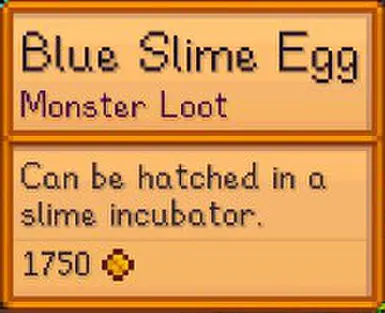 Blue Slime Egg
Monster Loot
Can be hatched in a
slime incubator.
1750